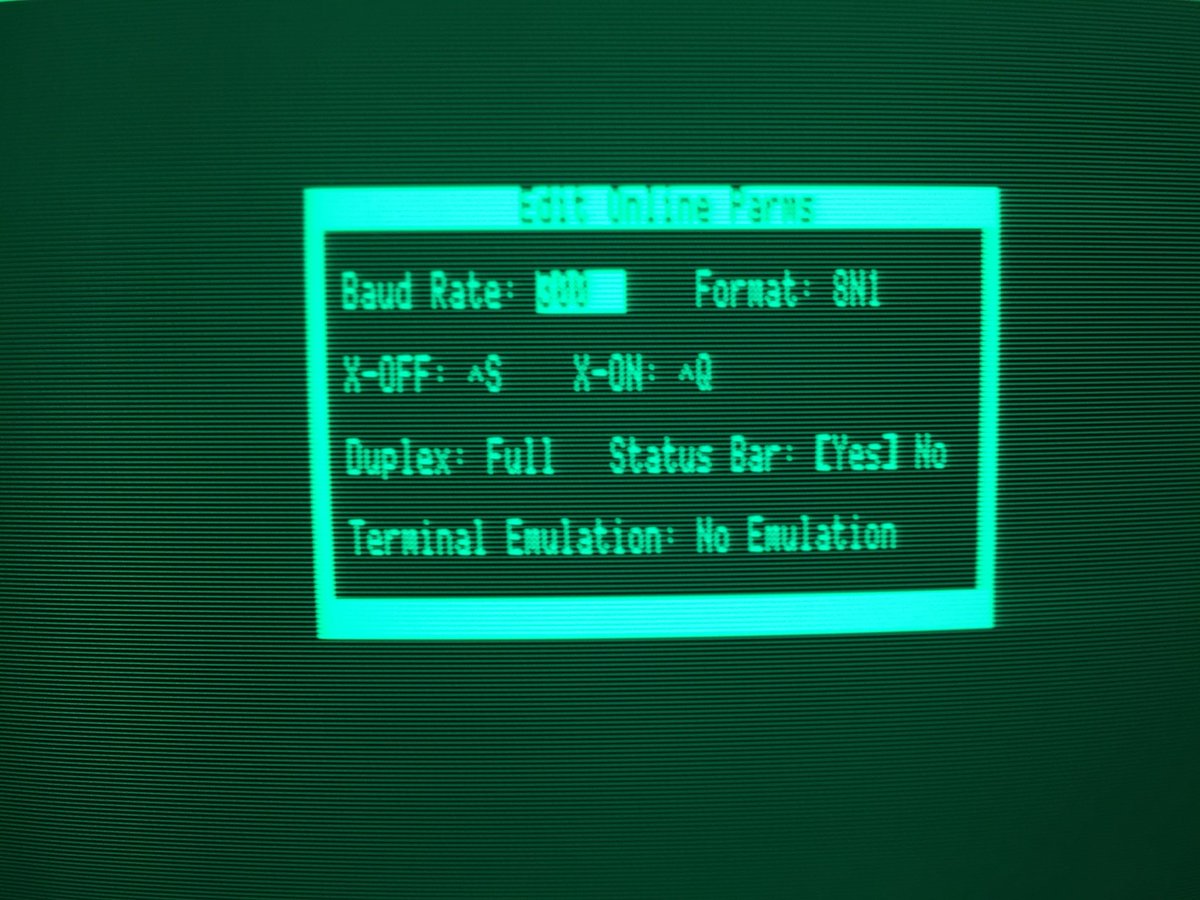 Edit Online Parms
Baud Rate: 600 Format: 8N1
X-OFF: ^S X-ON: ^Q
Duplex: Full Status Bar: [Yes] No
Terminal Emulation: No Emulation